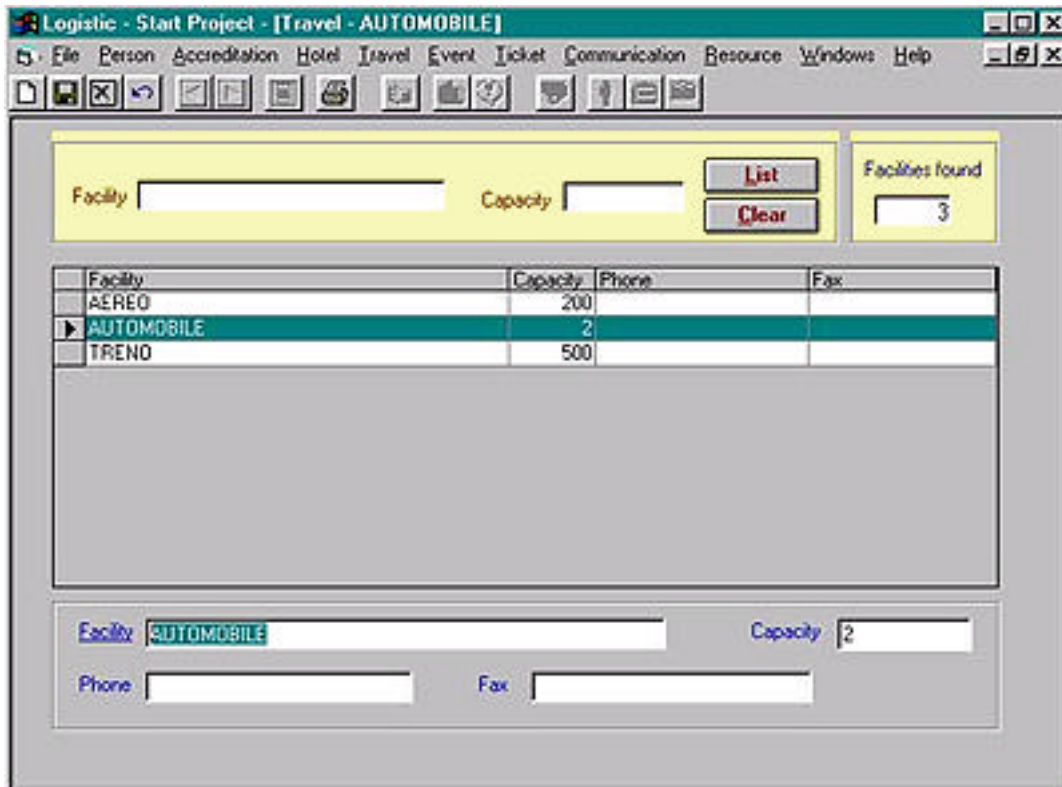 Logistic - Start Project - [Travel - AUTOMOBILE]
File Person Accreditation Hotel Travel Event Ticket Communication Resource Windows Help
Facility Capacity List Facilities found
Clear 3
Facility Capacity Phone Fax
AEREO 200
AUTOMOBILE 2
TRENO 500
Facility AUTOMOBILE Capacity 2
Phone Fax